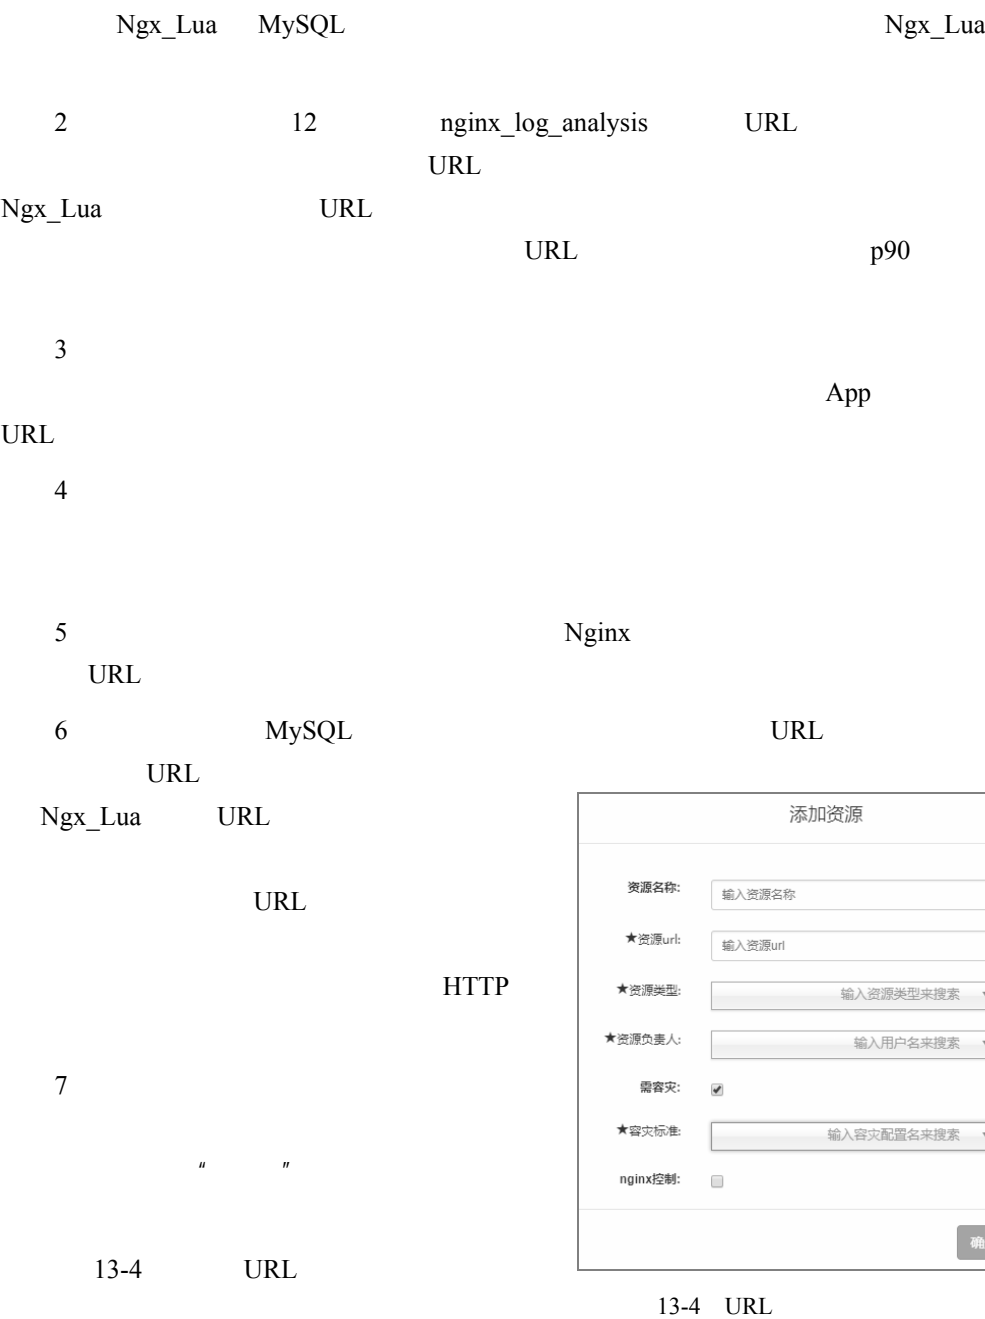 Ngx_Lua MySQL Ngx_Lua
2 12 nginx_log_analysis URL
URL
Ngx_Lua URL
URL p90
3
App
URL
4
5 Nginx
URL
6 MySQL URL
URL
Ngx_Lua URL
URL
HTTP
7
“ ”
13-4 URL
添加资源
资源名称: 输入资源名称
★资源url: 输入资源url
★资源类型: 输入资源类型来搜索
★资源负责人: 输入用户名来搜索
需容灾:
★容灾标准: 输入容灾配置名来搜索
nginx控制:
确
13-4 URL